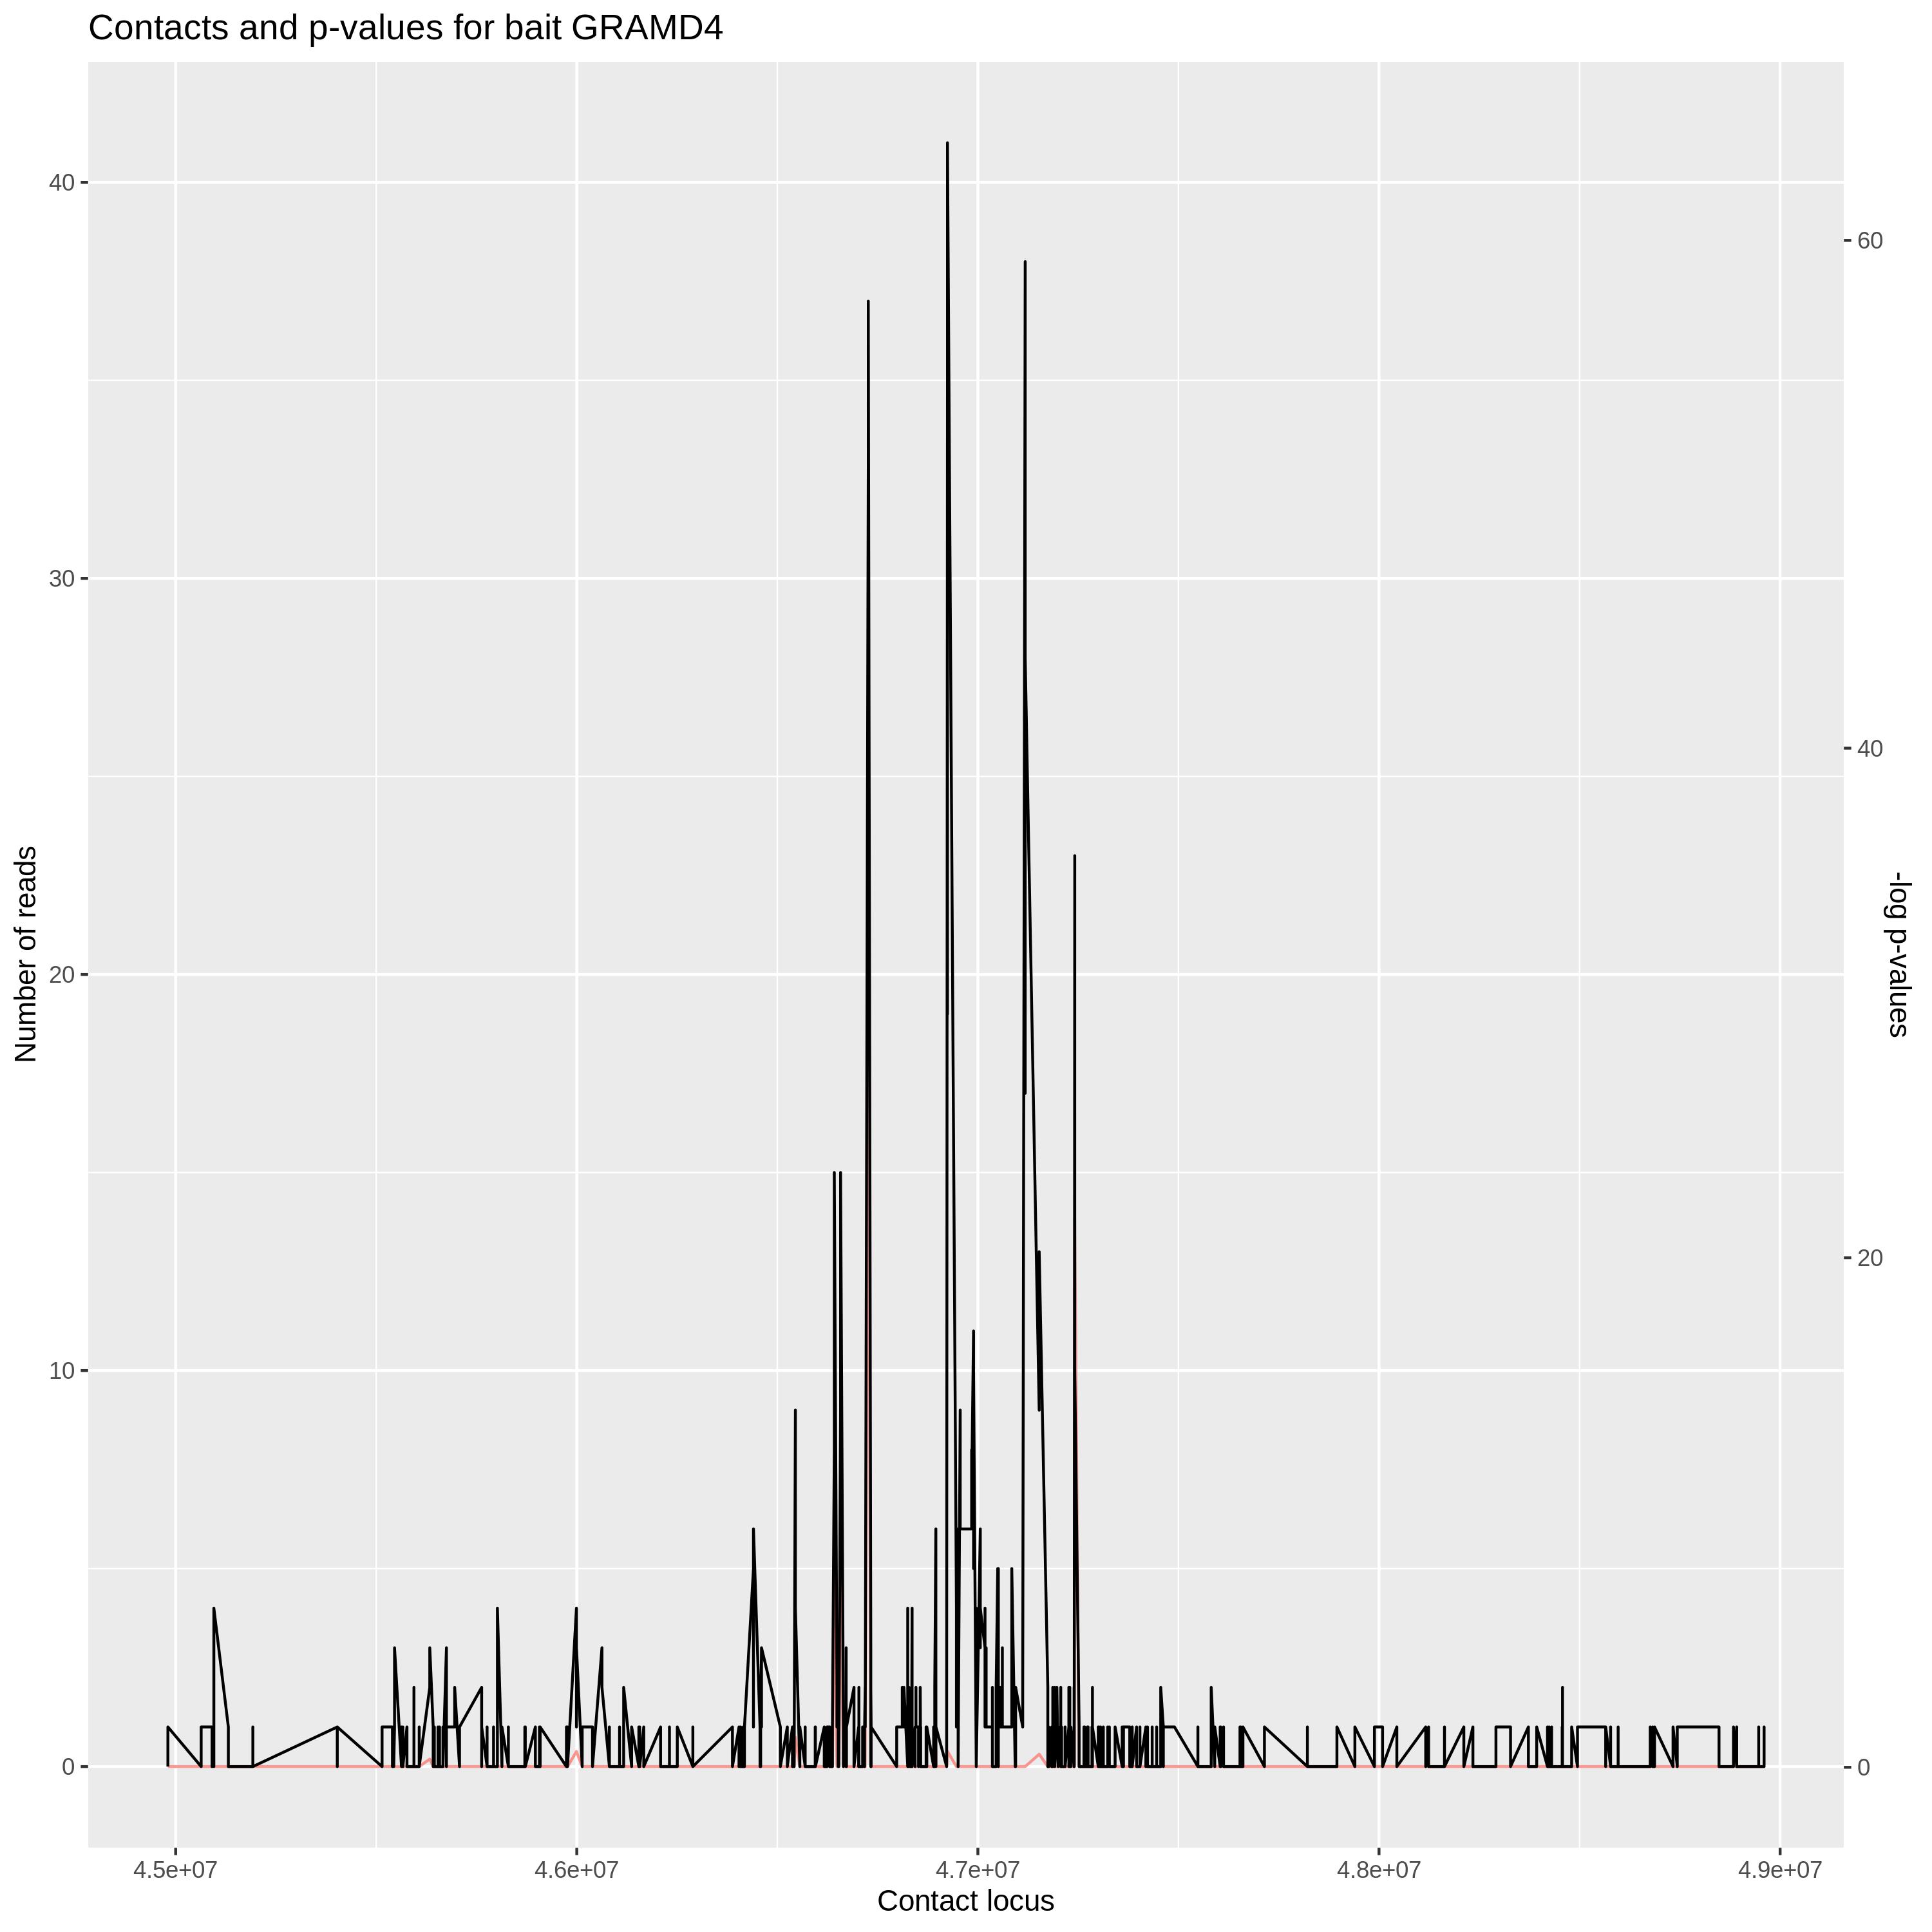 Contacts and p-values for bait GRAMD4
40
30
20
10
0
Number of reads
60
40
20
0
-log p-values
4.5e+07 4.6e+07 4.7e+07 4.8e+07 4.9e+07
Contact locus